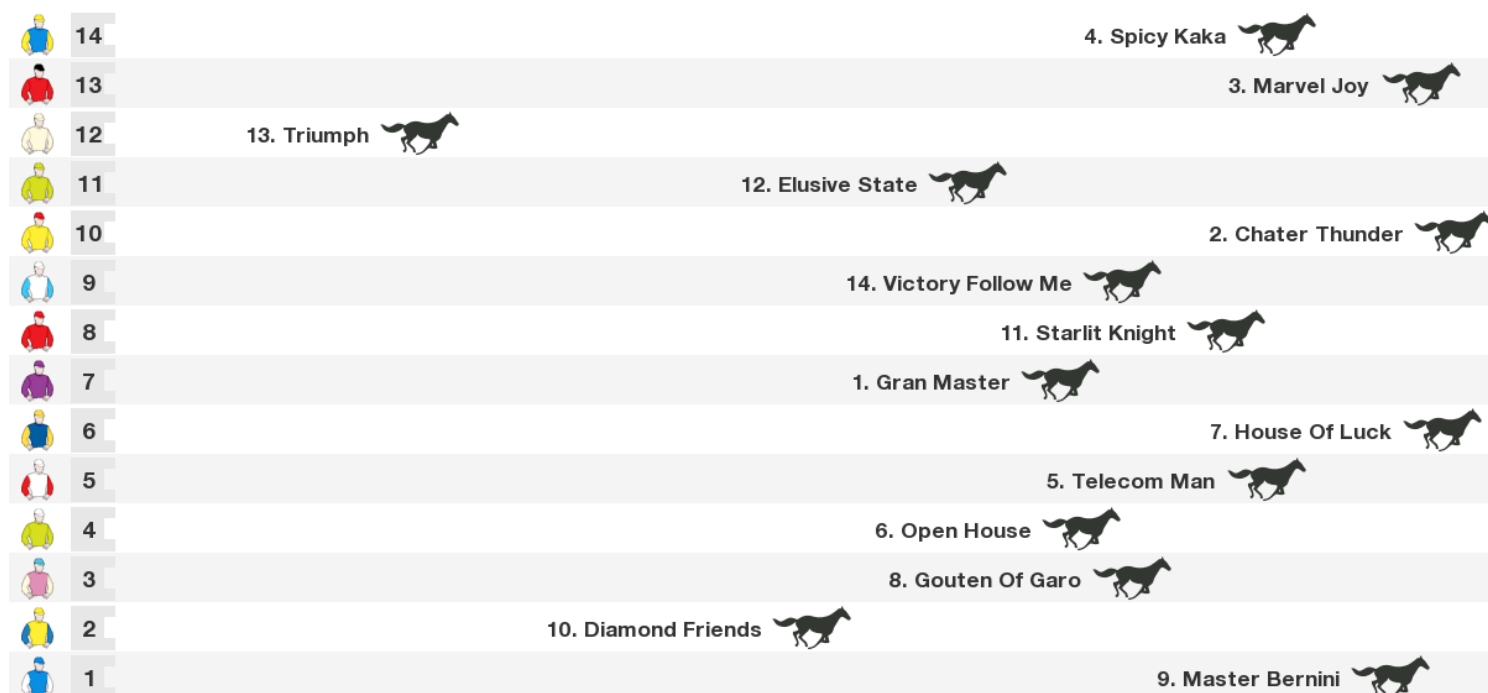 14 4. Spicy Kaka
13 3. Marvel Joy
12 13. Triumph
11 12. Elusive State
10 2. Chater Thunder
9 14. Victory Follow Me
8 11. Starlit Knight
7 1. Gran Master
6 7. House Of Luck
5 5. Telecom Man
4 6. Open House
3 8. Gouten Of Garo
2 10. Diamond Friends
1 9. Master Bernini